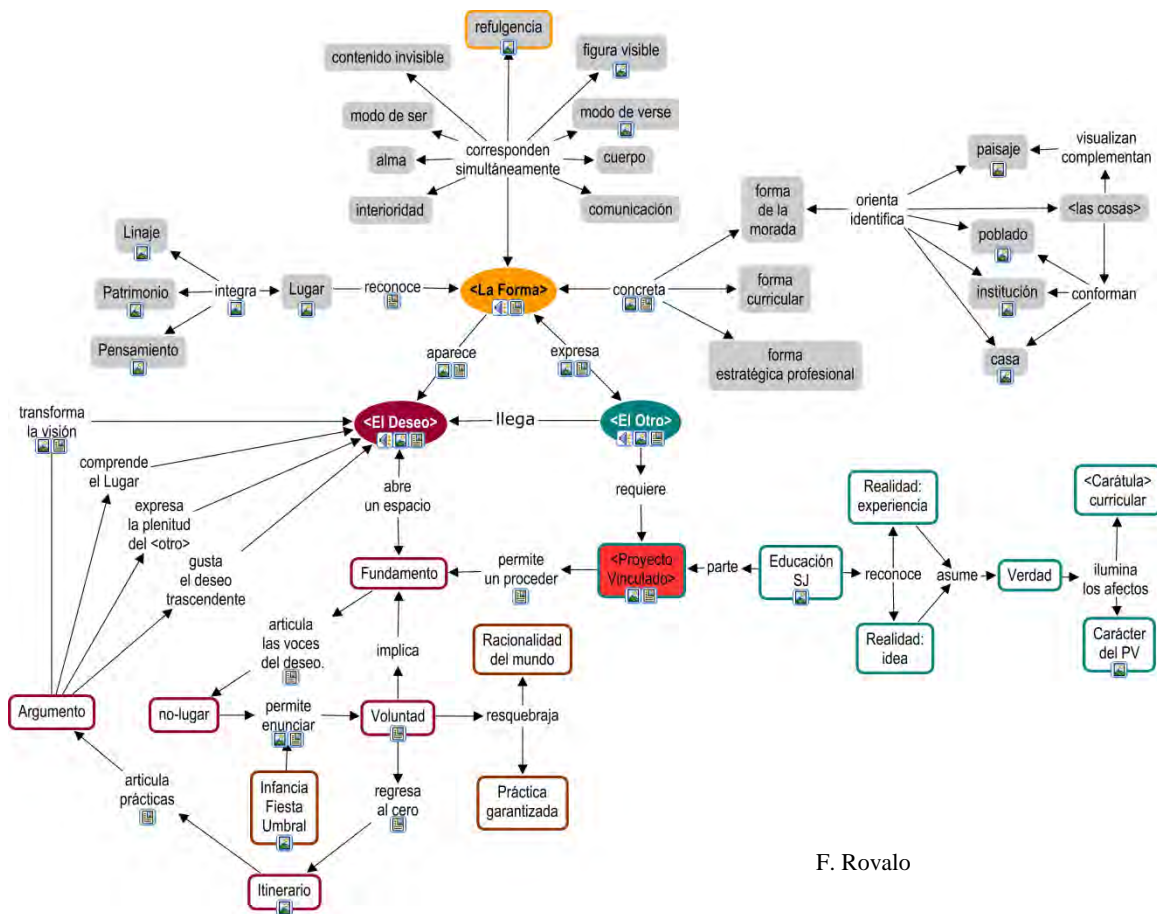 refulgencia
contenido invisible
figura visible
modo de ser
modo de verse
corresponden
simultáneamente
alma
cuerpo
interioridad
comunicación
paisaje
visualizan
complementan
forma
de la
morada
orienta
identifica
<las cosas>
poblado
Linaje
Patrimonio
integra
Lugar
reconoce
<La Forma>
concreta
forma
curricular
institución
conforman
Pensamiento
aparece
expresa
forma
estratégica profesional
casa
transforma
la visión
<El Deseo>
llega
<El Otro>
comprende
el Lugar
expresa
la plenitud
del <otro>
gusta
el deseo
trascendente
abre
un espacio
requiere
Realidad:
experiencia
<Carátula>
curricular
Fundamento
permite
un proceder
<Proyecto
Vinculado>
parte
Educación
SJ
reconoce
asume
Verdad
ilumina
los afectos
articula
las voces
del deseo.
implica
Racionalidad
del mundo
Realidad:
idea
Carácter
del PV
Argumento
no-lugar
permite
enunciar
Voluntad
resquebraja
articula
prácticas
Infancia
Fiesta
Umbral
regresa
al cero
Práctica
garantizada
Itinerario
F. Rovalo